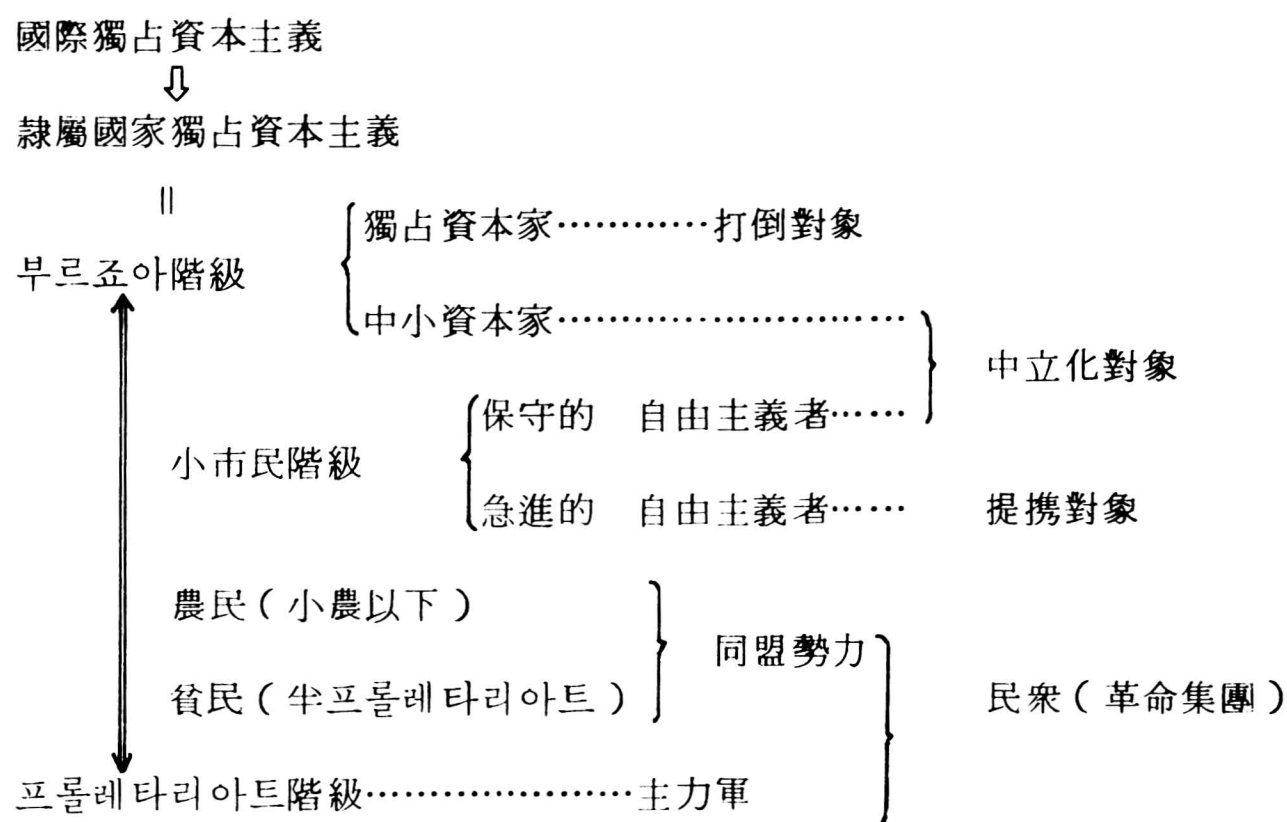 國際獨占資本主義
⇩
隷屬國家獨占資本主義
||
獨占資本家…………打倒對象
부르죠아階級
中小資本家………………………
中立化對象
保守的 自由主義者……
小市民階級
急進的 自由主義者…… 提携對象
農民(小農以下)
同盟勢力
貧民(半프롤레타리아트) 民衆(革命集團)
프롤레타리아트階級…………………主力軍